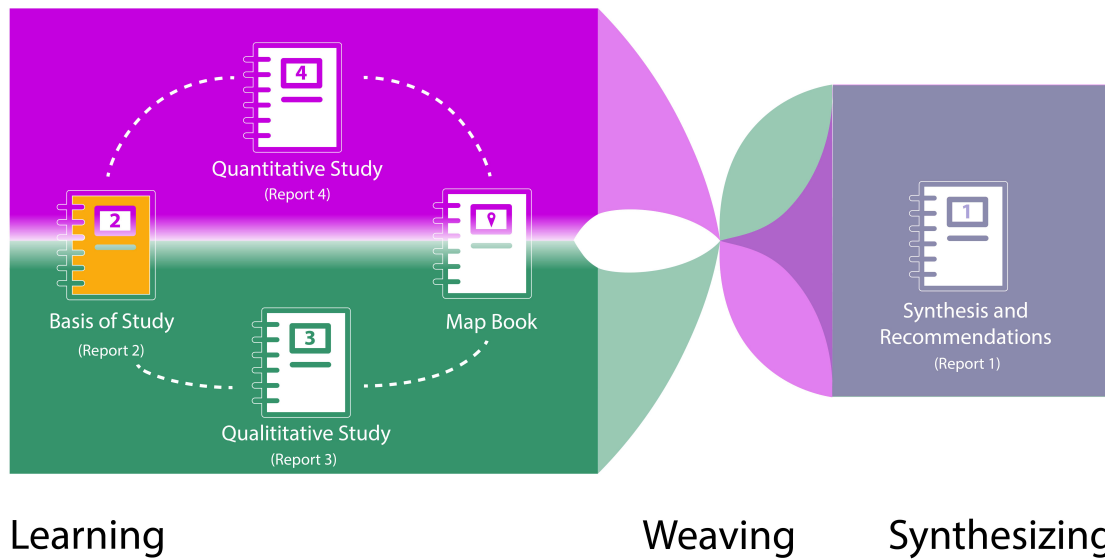 4
Quantitative Study
(Report 4)
2
Basis of Study
(Report 2)
Map Book
3
Qualititative Study
(Report 3)
1
Synthesis and
Recommendations
(Report 1)
Learning
Weaving
Synthesizing